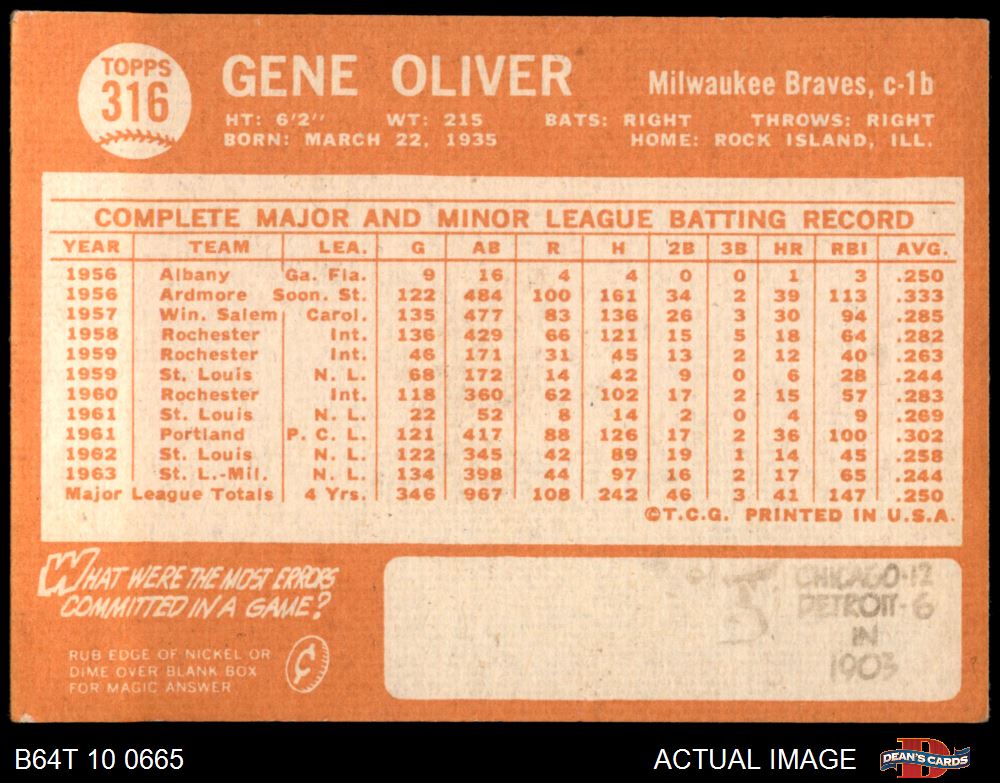 TOPPS
316
GENE OLIVER
Milwaukee Braves, c-1b
HT: 6'2'' WT: 215 BATS: RIGHT THROWS: RIGHT
BORN: MARCH 22, 1935 HOME: ROCK ISLAND, ILL.
COMPLETE MAJOR AND MINOR LEAGUE BATTING RECORD
YEAR TEAM LEA. G AB R H 2B 3B HR RBI AVG.
1956 Albany Ga. Fla. 9 16 4 4 0 0 1 3 .250
1956 Ardmore Soon. St. 122 484 100 161 34 2 39 113 .333
1957 Win. Salem Carol. 135 477 83 136 26 3 30 94 .285
1958 Rochester Int. 136 429 66 121 15 5 18 64 .282
1959 Rochester Int. 46 171 31 45 13 2 12 40 .263
1959 St. Louis N. L. 68 172 14 42 9 0 6 28 .244
1960 Rochester Int. 118 360 62 102 17 2 15 57 .283
1961 St. Louis N. L. 22 52 8 14 2 0 4 9 .269
1961 Portland P. C. L. 121 417 88 126 17 2 36 100 .302
1962 St. Louis N. L. 122 345 42 89 19 1 14 45 .258
1963 St. L.-Mil. N. L. 134 398 44 97 16 2 17 65 .244
Major League Totals 4 Yrs. 346 967 108 242 46 3 41 147 .250
©T.C.G. PRINTED IN U.S.A.
WHAT WERE THE MOST ERRORS
COMMITTED IN A GAME?
RUB EDGE OF NICKEL OR
DIME OVER BLANK BOX
FOR MAGIC ANSWER
¢
CHICAGO-12
DETROIT-6
IN
1903
B64T 10 0665
ACTUAL IMAGE
DEAN'S CARDS